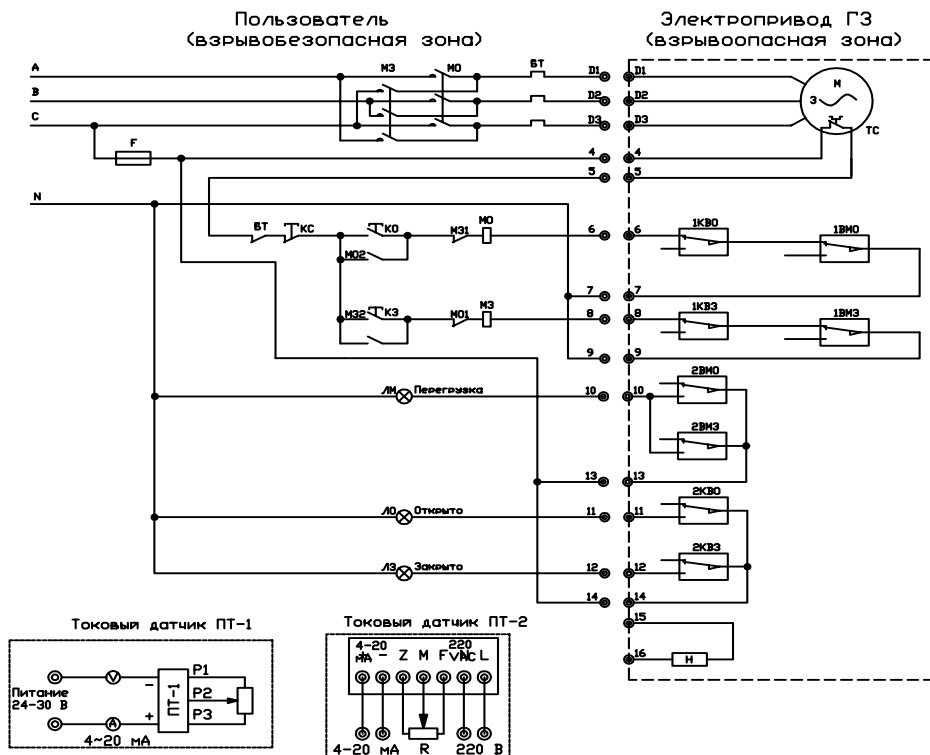 Пользователь
(взрывобезопасная зона)
Электропривод ГЗ
(взрывоопасная зона)
A
МЗ
МО
БТ
D1
D1
M
B
D2
D2
3
C
D3
D3
ТС
F
4
4
5
5
N
БТ
КС
КО
МЗ1
МО
6
6
1КВО
1ВМО
МО2
7
7
МЗ2
КЗ
МО1
МЗ
8
8
1КВЗ
1ВМЗ
9
9
2ВМО
ЛМ
Перегрузка
10
10
2ВМЗ
13
13
2КВО
ЛО
Открыто
11
11
2КВЗ
ЛЗ
Закрыто
12
12
14
14
15
16
Н
Токовый датчик ПТ-1
Питание
24-30 В
V
A
-
+
ПТ-1
P1
P2
P3
4~20 мА
Токовый датчик ПТ-2
4-20
мА
+
-
Z
M
F
220
VAC
N
L
4-20 мА
R
220 В